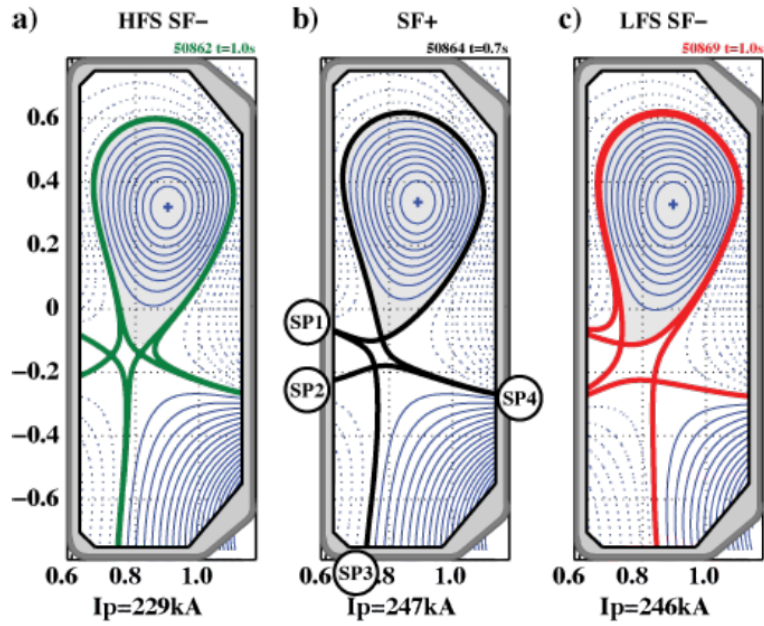 a) HFS SF−
50862 t=1.0s
b) SF+
50864 t=0.7s
c) LFS SF−
50869 t=1.0s
0.6
0.4
0.2
0
−0.2
−0.4
−0.6
SP1
SP2
SP4
SP3
0.6 0.8 1.0
0.6 .8 1.0
0.6 0.8 1.0
Ip=229kA
Ip=247kA
Ip=246kA